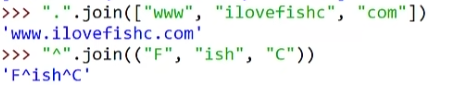 >>> ".".join(["www", "ilovefishc", "com"])
'www.ilovefishc.com'
>>> "^".join(("F", "ish", "C"))
'F^ish^C'